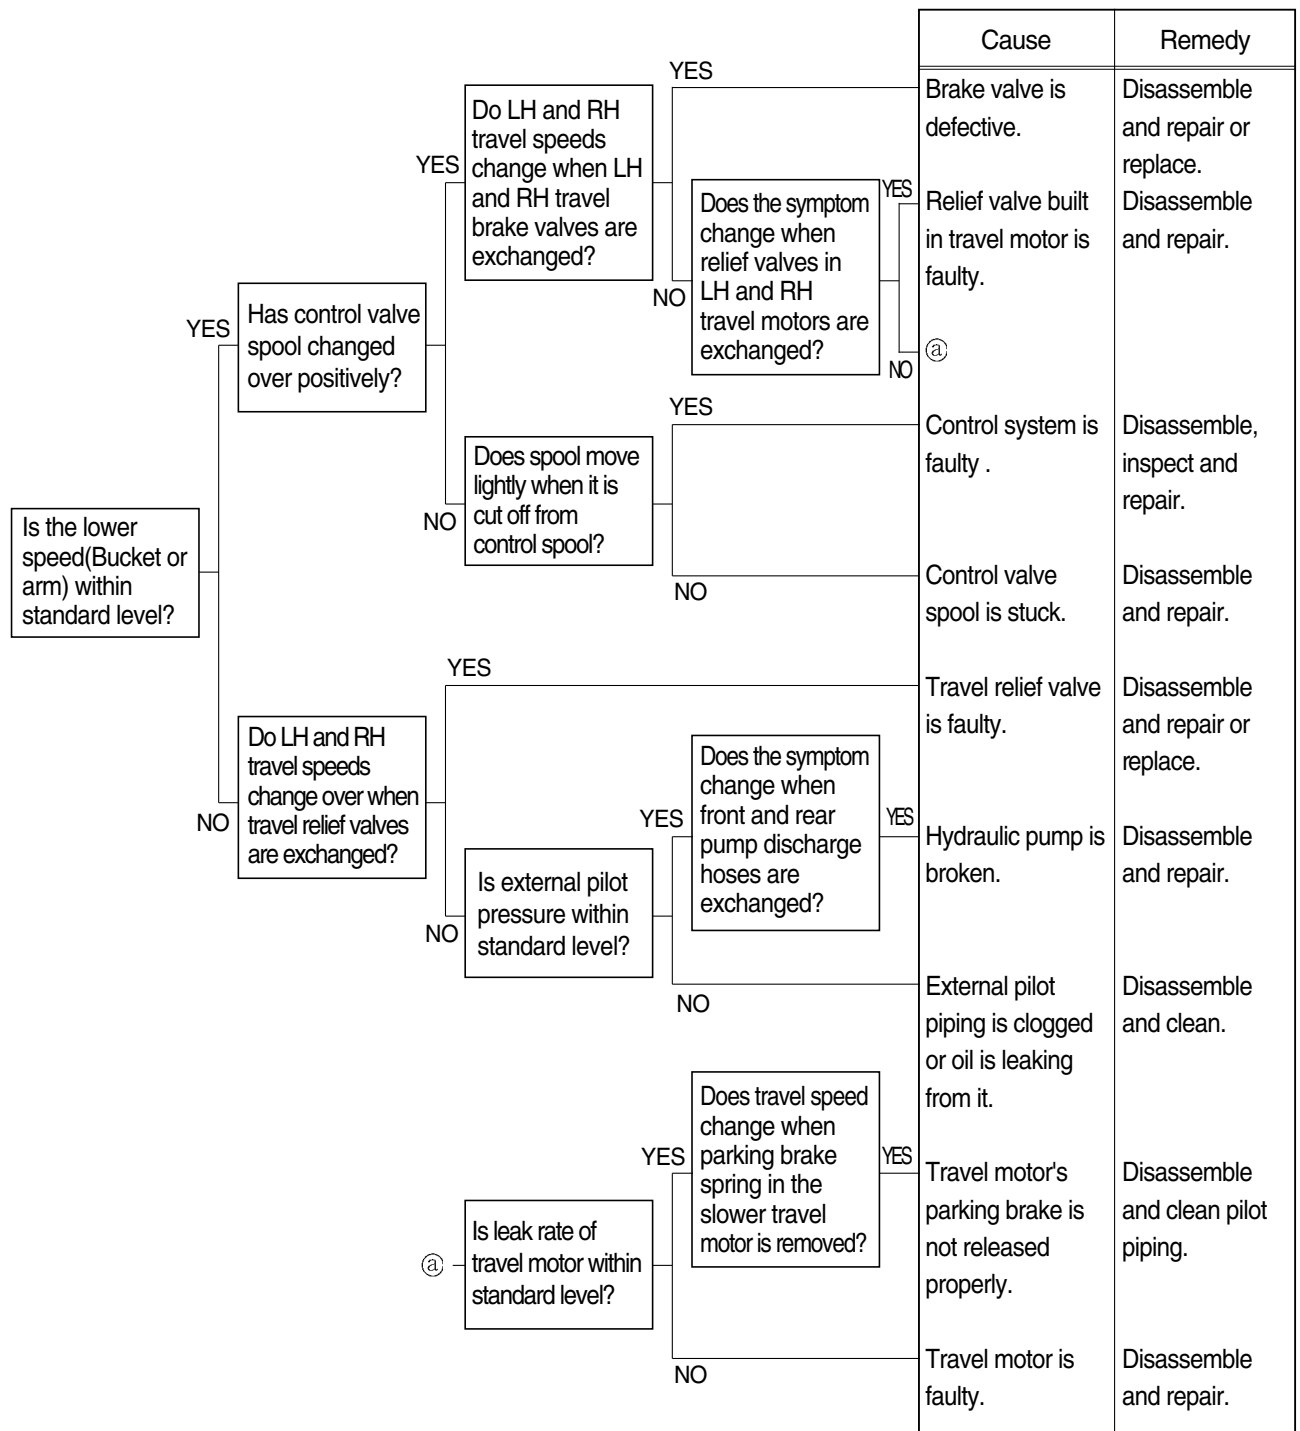 Cause
Remedy
YES
Brake valve is
defective.
Disassemble
and repair or
replace.
Do LH and RH
travel speeds
change when LH
and RH travel
brake valves are
exchanged?
YES
YES
Does the symptom
change when
relief valves in
LH and RH
travel motors are
exchanged?
Relief valve built
in travel motor is
faulty.
Disassemble
and repair.
NO
NO
ⓐ
YES
Has control valve
spool changed
over positively?
YES
Control system is
faulty .
Disassemble,
inspect and
repair.
NO
Does spool move
lightly when it is
cut off from
control spool?
NO
Control valve
spool is stuck.
Disassemble
and repair.
Is the lower
speed(Bucket or
arm) within
standard level?
YES
Travel relief valve
is faulty.
Disassemble
and repair or
replace.
NO
Do LH and RH
travel speeds
change over when
travel relief valves
are exchanged?
YES
Does the symptom
change when
front and rear
pump discharge
hoses are
exchanged?
YES
Hydraulic pump is
broken.
Disassemble
and repair.
NO
Is external pilot
pressure within
standard level?
NO
External pilot
piping is clogged
or oil is leaking
from it.
Disassemble
and clean.
YES
Does travel speed
change when
parking brake
spring in the
slower travel
motor is removed?
YES
Travel motor's
parking brake is
not released
properly.
Disassemble
and clean pilot
piping.
ⓐ
Is leak rate of
travel motor within
standard level?
NO
Travel motor is
faulty.
Disassemble
and repair.